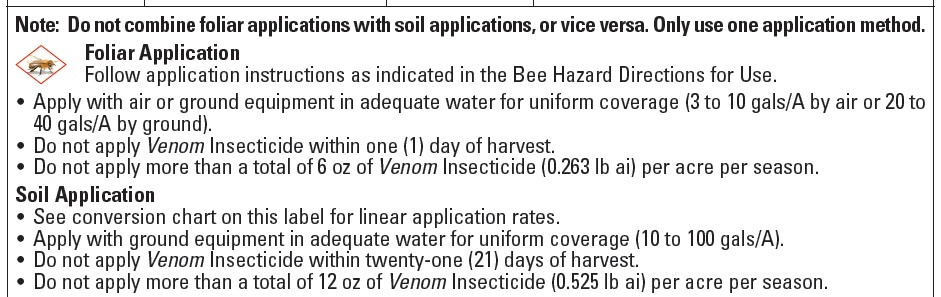 Note: Do not combine foliar applications with soil applications, or vice versa. Only use one application method.
Foliar Application
Follow application instructions as indicated in the Bee Hazard Directions for Use.
• Apply with air or ground equipment in adequate water for uniform coverage (3 to 10 gals/A by air or 20 to
40 gals/A by ground).
• Do not apply Venom Insecticide within one (1) day of harvest.
• Do not apply more than a total of 6 oz of Venom Insecticide (0.263 lb ai) per acre per season.
Soil Application
• See conversion chart on this label for linear application rates.
• Apply with ground equipment in adequate water for uniform coverage (10 to 100 gals/A).
• Do not apply Venom Insecticide within twenty-one (21) days of harvest.
• Do not apply more than a total of 12 oz of Venom Insecticide (0.525 lb ai) per acre per season.